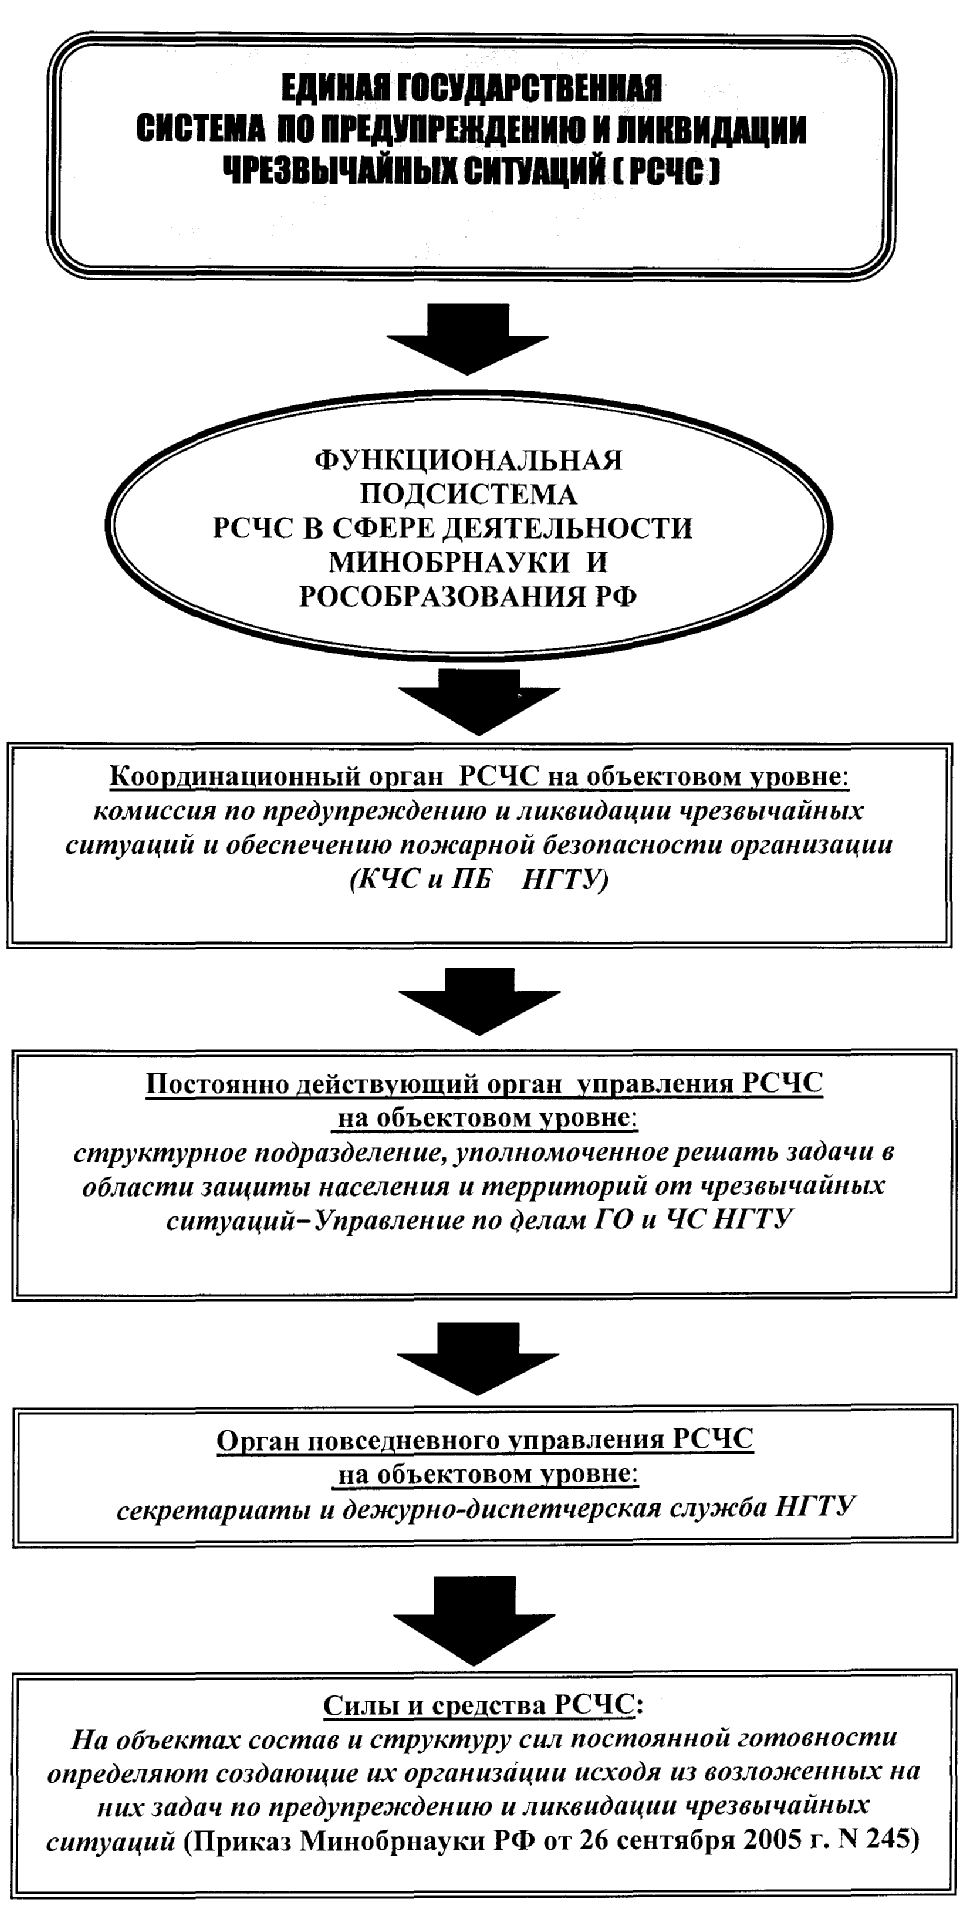 ЕДИНАЯ ГОСУДАРСТВЕННАЯ
СИСТЕМА ПО ПРЕДУПРЕЖДЕНИЮ И ЛИКВИДАЦИИ
ЧРЕЗВЫЧАЙНЫХ СИТУАЦИЙ ( РСЧС )
ФУНКЦИОНАЛЬНАЯ
ПОДСИСТЕМА
РСЧС В СФЕРЕ ДЕЯТЕЛЬНОСТИ
МИНОБРНАУКИ И
РОСОБРАЗОВАНИЯ РФ
Координационный орган РСЧС на объектовом уровне:
комиссия по предупреждению и ликвидации чрезвычайных
ситуаций и обеспечению пожарной безопасности организации
(КЧС и ПБ НГТУ)
Постоянно действующий орган управления РСЧС
на объектовом уровне:
структурное подразделение, уполномоченное решать задачи в
области защиты населения и территорий от чрезвычайных
ситуаций–Управление по делам ГО и ЧС НГТУ
Орган повседневного управления РСЧС
на объектовом уровне:
секретариаты и дежурно-диспетчерская служба НГТУ
Силы и средства РСЧС:
На объектах состав и структуру сил постоянной готовности
определяют создающие их организации исходя из возложенных на
них задач по предупреждению и ликвидации чрезвычайных
ситуаций (Приказ Минобрнауки РФ от 26 сентября 2005 г. N 245)